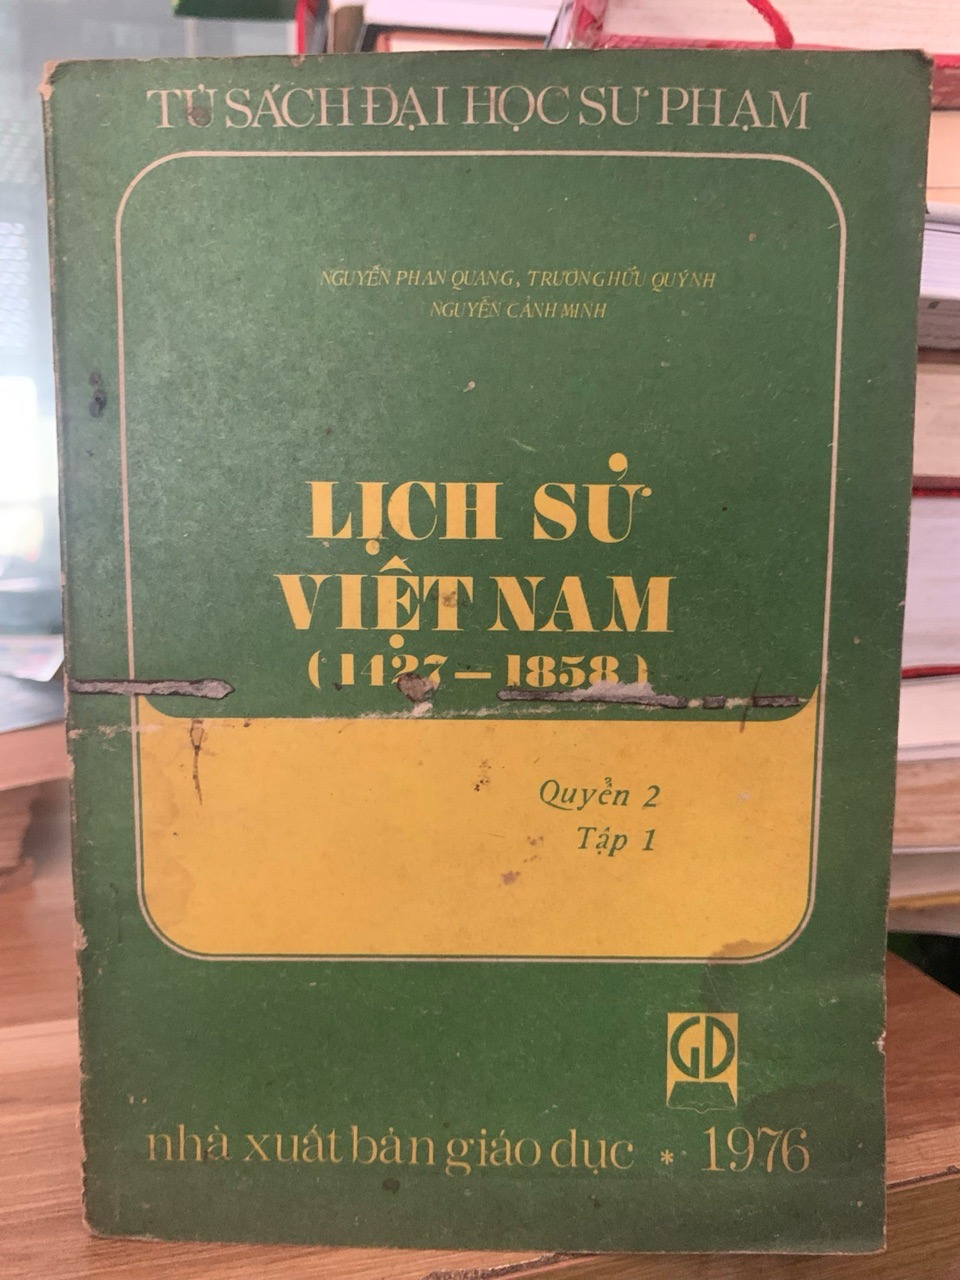 TỦ SÁCH ĐẠI HỌC SƯ PHẠM
NGUYỄN PHAN QUANG, TRƯƠNG HỮU QUÝNH
NGUYỄN CẢNH MINH
LỊCH SỬ
VIỆT NAM
(1427 — 1858)
Quyển 2
Tập 1
GD
nhà xuất bản giáo dục * 1976